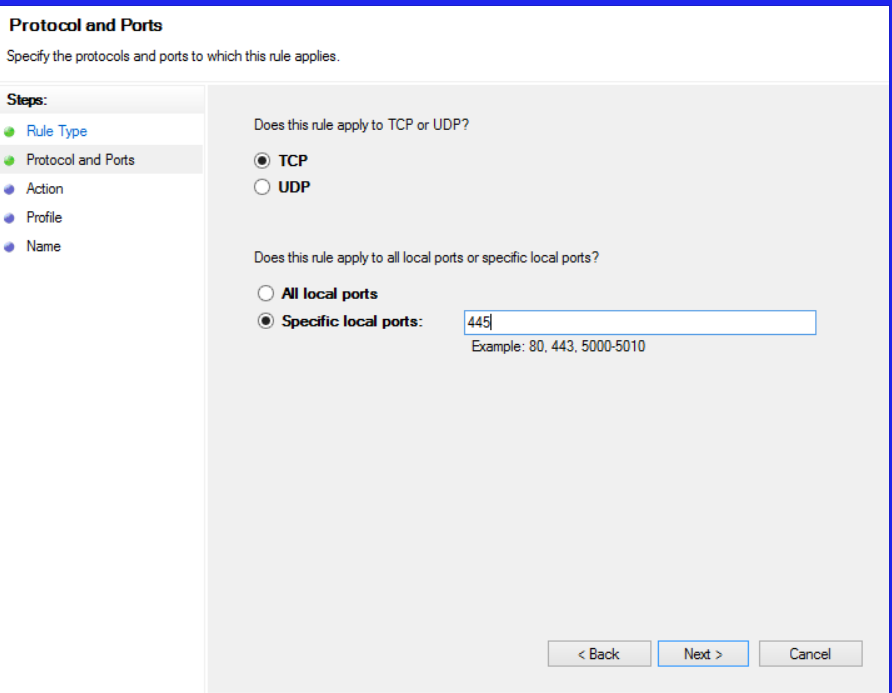 Protocol and Ports
Specify the protocols and ports to which this rule applies.
Steps:
Rule Type
Protocol and Ports
Action
Profile
Name
Does this rule apply to TCP or UDP?
TCP
UDP
Does this rule apply to all local ports or specific local ports?
All local ports
Specific local ports: 445
Example: 80, 443, 5000-5010
< Back Next > Cancel